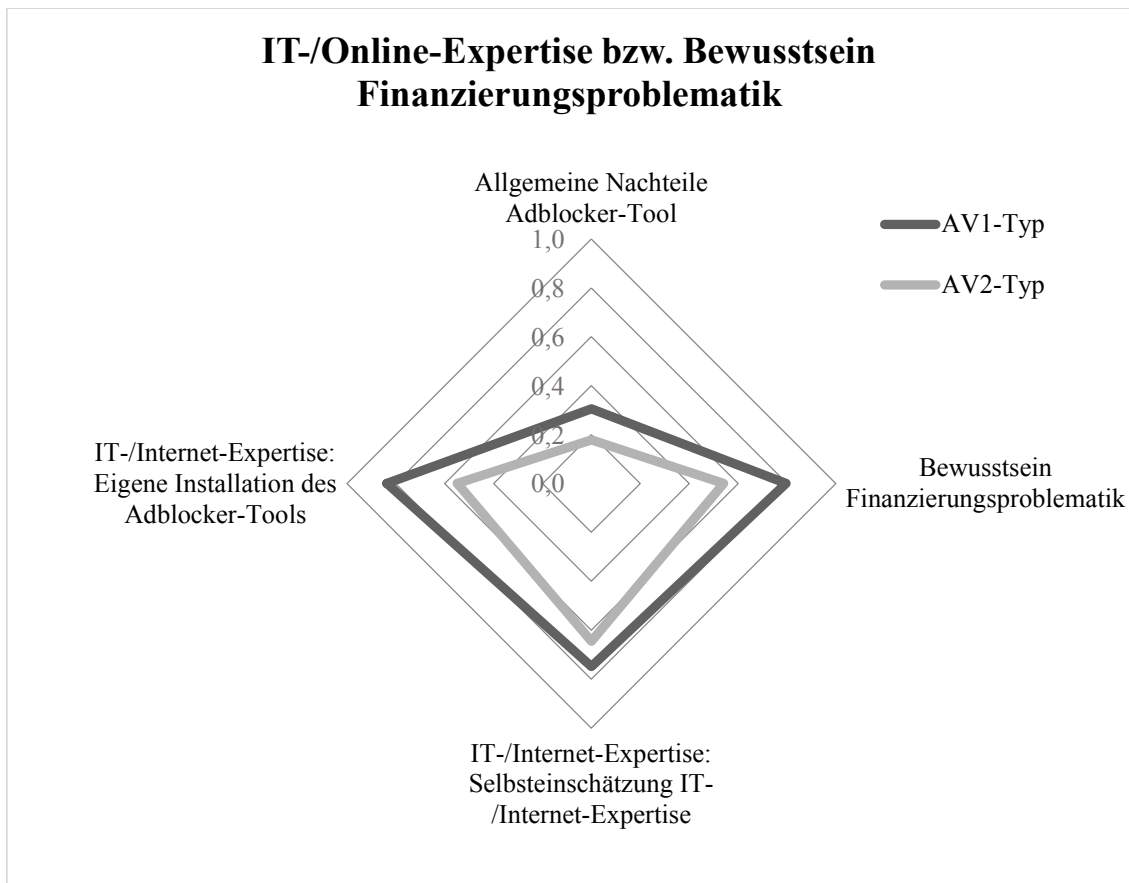 IT-/Online-Expertise bzw. Bewusstsein
Finanzierungsproblematik
Allgemeine Nachteile
Adblocker-Tool
AV1-Typ
AV2-Typ
1,0
0,8
0,6
0,4
0,2
0,0
IT-/Internet-Expertise:
Eigene Installation des
Adblocker-Tools
Bewusstsein
Finanzierungsproblematik
IT-/Internet-Expertise:
Selbsteinschätzung IT-
/Internet-Expertise